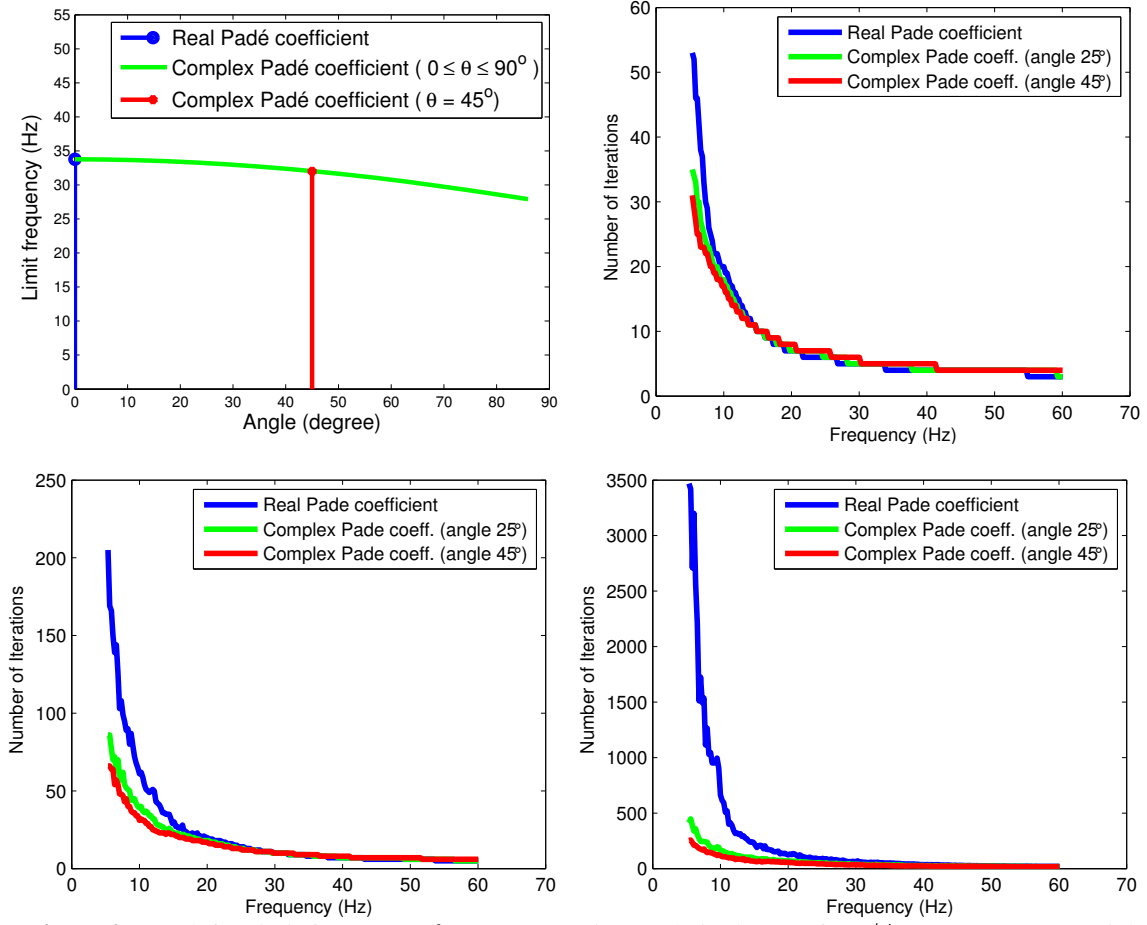 55
50
45
40
35
30
25
20
15
10
5
0
Limit frequency (Hz)
Real Padé coefficient
Complex Padé coefficient ( 0 ≤ θ ≤ 90° )
Complex Padé coefficient ( θ = 45°)
0 10 20 30 40 50 60 70 80 90
Angle (degree)
60
50
40
30
20
10
0
Number of Iterations
Real Pade coefficient
Complex Pade coeff. (angle 25°)
Complex Pade coeff. (angle 45°)
0 10 20 30 40 50 60 70
Frequency (Hz)
250
200
150
100
50
0
Number of Iterations
Real Pade coefficient
Complex Pade coeff. (angle 25°)
Complex Pade coeff. (angle 45°)
0 10 20 30 40 50 60 70
Frequency (Hz)
3500
3000
2500
2000
1500
1000
500
0
Number of Iterations
Real Pade coefficient
Complex Pade coeff. (angle 25°)
Complex Pade coeff. (angle 45°)
0 10 20 30 40 50 60 70
Frequency (Hz)